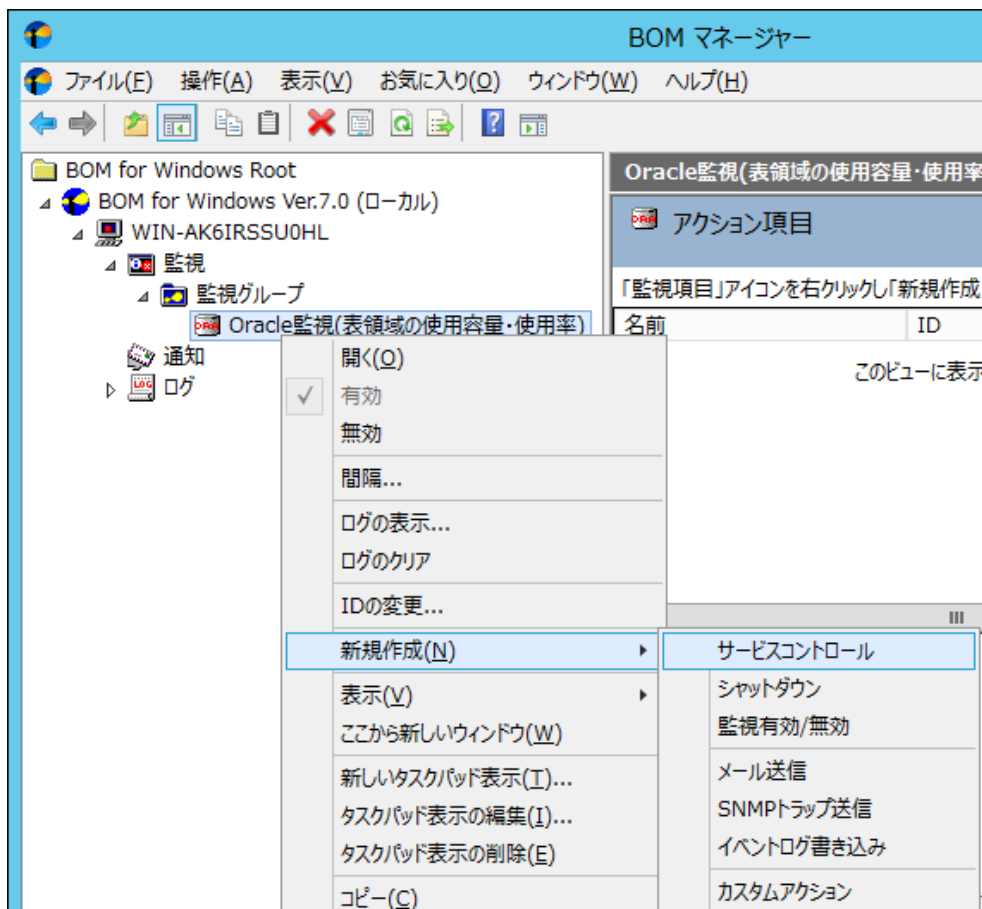 BOM マネージャー
ファイル(F) 操作(A) 表示(V) お気に入り(O) ウィンドウ(W) ヘルプ(H)
BOM for Windows Root
BOM for Windows Ver.7.0 (ローカル)
WIN-AK6IRSSU0HL
監視
監視グループ
Oracle監視(表領域の使用容量・使用率)
通知
ログ
Oracle監視(表領域の使用容量・使用率
アクション項目
「監視項目」アイコンを右クリックし「新規作成
名前 ID
このビューに表示
開く(O)
有効
無効
間隔...
ログの表示...
ログのクリア
IDの変更...
新規作成(N)
表示(V)
ここから新しいウィンドウ(W)
新しいタスクパッド表示(T)...
タスクパッド表示の編集(I)...
タスクパッド表示の削除(E)
コピー(C)
サービスコントロール
シャットダウン
監視有効/無効
メール送信
SNMPトラップ送信
イベントログ書き込み
カスタムアクション